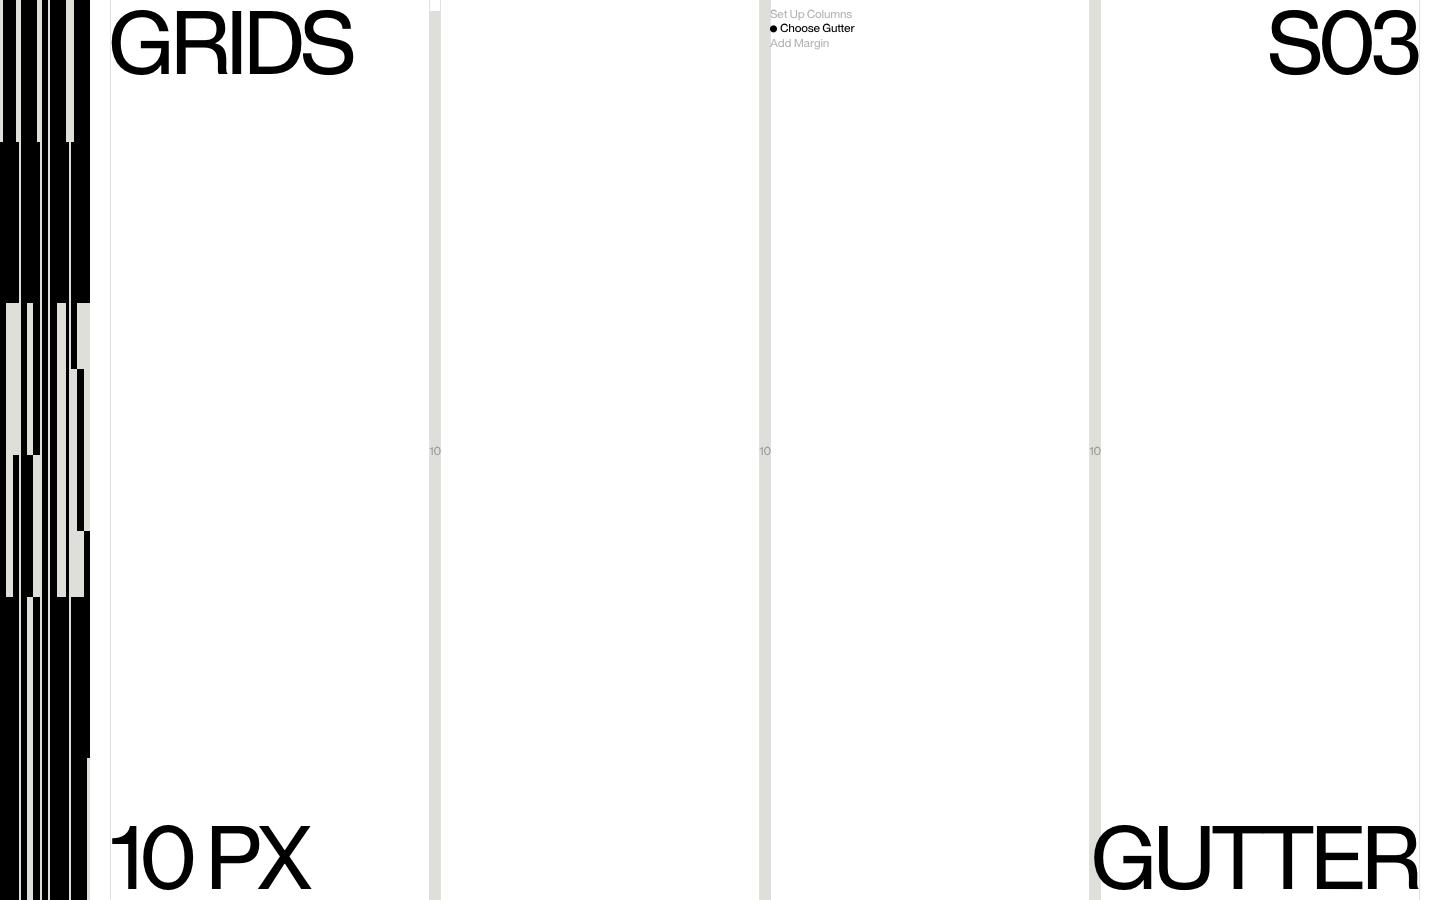 GRIDS
Set Up Columns
Choose Gutter
Add Margin
S03
10
10
10
10 PX
GUTTER